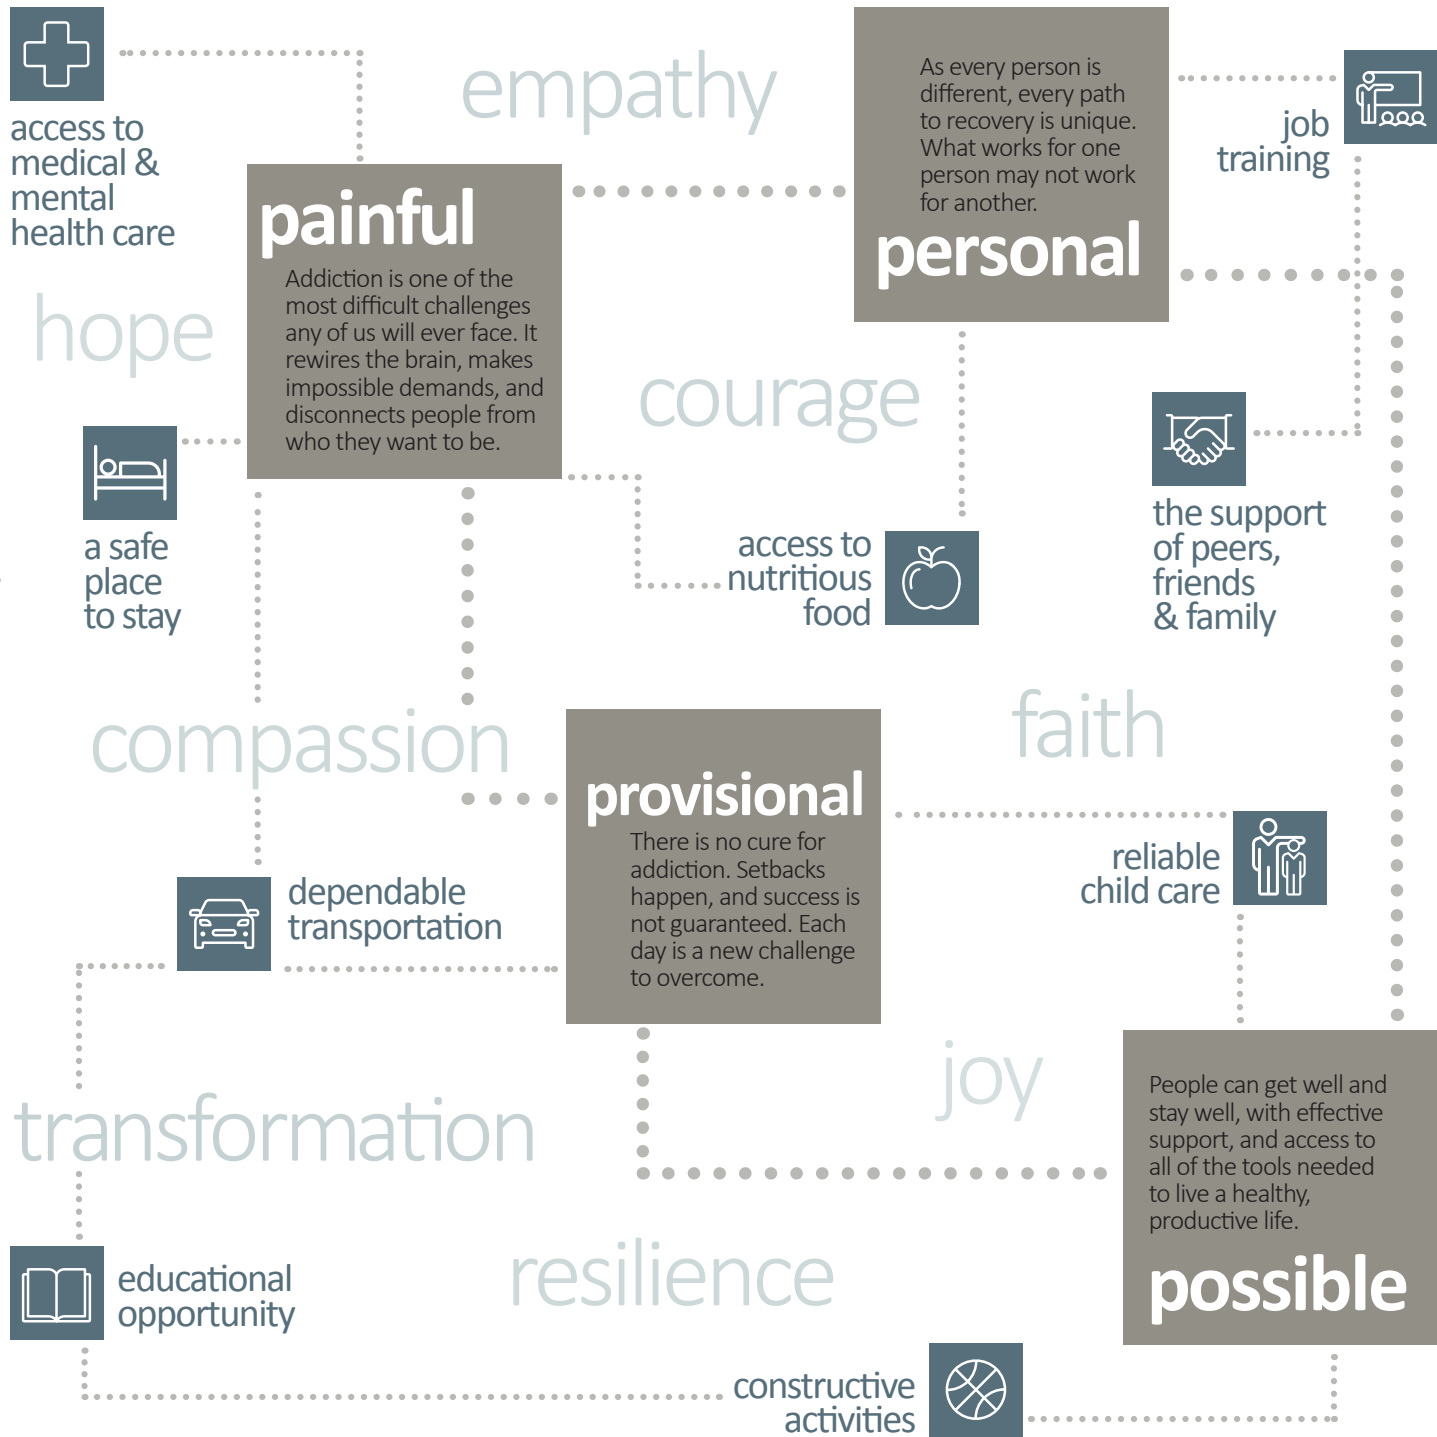 empathy
access to
medical &
mental
health care
painful
Addiction is one of the
most difficult challenges
any of us will ever face. It
rewires the brain, makes
impossible demands, and
disconnects people from
who they want to be.
As every person is
different, every path
to recovery is unique.
What works for one
person may not work
for another.
personal
job
training
hope
courage
a safe
place
to stay
access to
nutritious
food
the support
of peers,
friends
& family
compassion
faith
provisional
There is no cure for
addiction. Setbacks
happen, and success is
not guaranteed. Each
day is a new challenge
to overcome.
reliable
child care
dependable
transportation
joy
transformation
People can get well and
stay well, with effective
support, and access to
all of the tools needed
to live a healthy,
productive life.
possible
resilience
educational
opportunity
constructive
activities